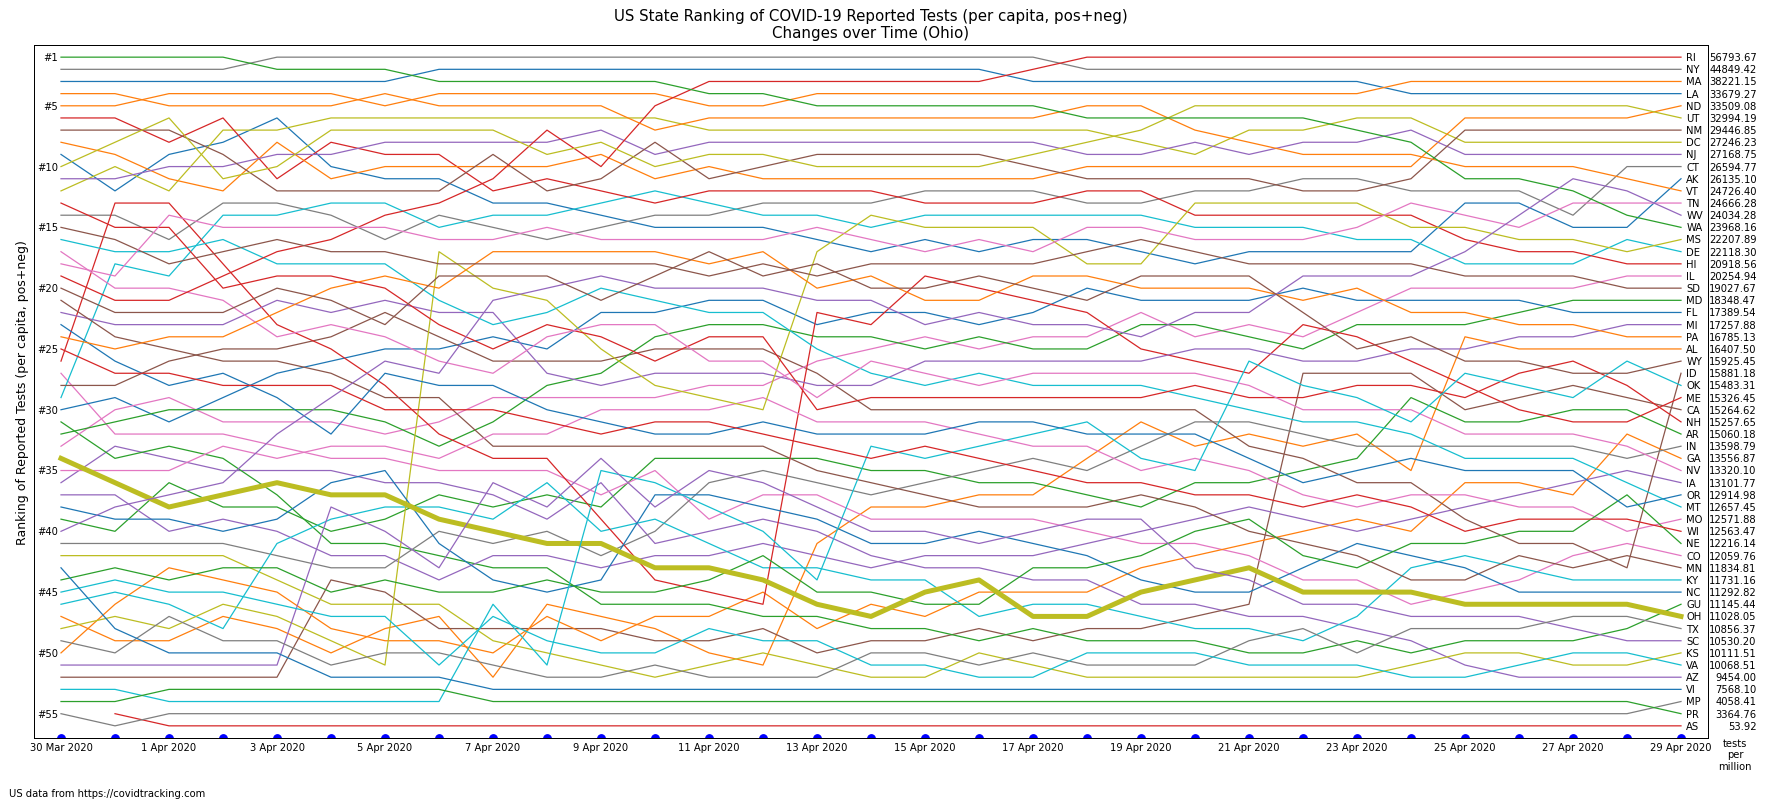 US State Ranking of COVID-19 Reported Tests (per capita, pos+neg)
Changes over Time (Ohio)
Ranking of Reported Tests (per capita, pos+neg)
#1
#5
#10
#15
#20
#25
#30
#35
#40
#45
#50
#55
RI 56793.67
NY 44849.42
MA 38221.15
LA 33679.27
ND 33509.08
UT 32994.19
NM 29446.85
DC 27246.23
NJ 27168.75
CT 26594.77
AK 26135.10
VT 24726.40
TN 24666.28
WV 24034.28
WA 23968.16
MS 22207.89
DE 22118.30
HI 20918.56
IL 20254.94
SD 19027.67
MD 18348.47
FL 17389.54
MI 17257.88
PA 16785.13
AL 16407.50
WY 15925.45
ID 15881.18
OK 15483.31
ME 15326.45
CA 15264.62
NH 15257.65
AR 15060.18
IN 13598.79
GA 13556.87
NV 13320.10
IA 13101.77
OR 12914.98
MT 12657.45
MO 12571.88
WI 12563.47
NE 12216.14
CO 12059.76
MN 11834.81
KY 11731.16
NC 11292.82
GU 11145.44
OH 11028.05
TX 10856.37
SC 10530.20
KS 10111.51
VA 10068.51
AZ 9454.00
VI 7568.10
MP 4058.41
PR 3364.76
AS 53.92
30 Mar 2020 1 Apr 2020 3 Apr 2020 5 Apr 2020 7 Apr 2020 9 Apr 2020 11 Apr 2020 13 Apr 2020 15 Apr 2020 17 Apr 2020 19 Apr 2020 21 Apr 2020 23 Apr 2020 25 Apr 2020 27 Apr 2020 29 Apr 2020
tests
per
million
US data from https://covidtracking.com